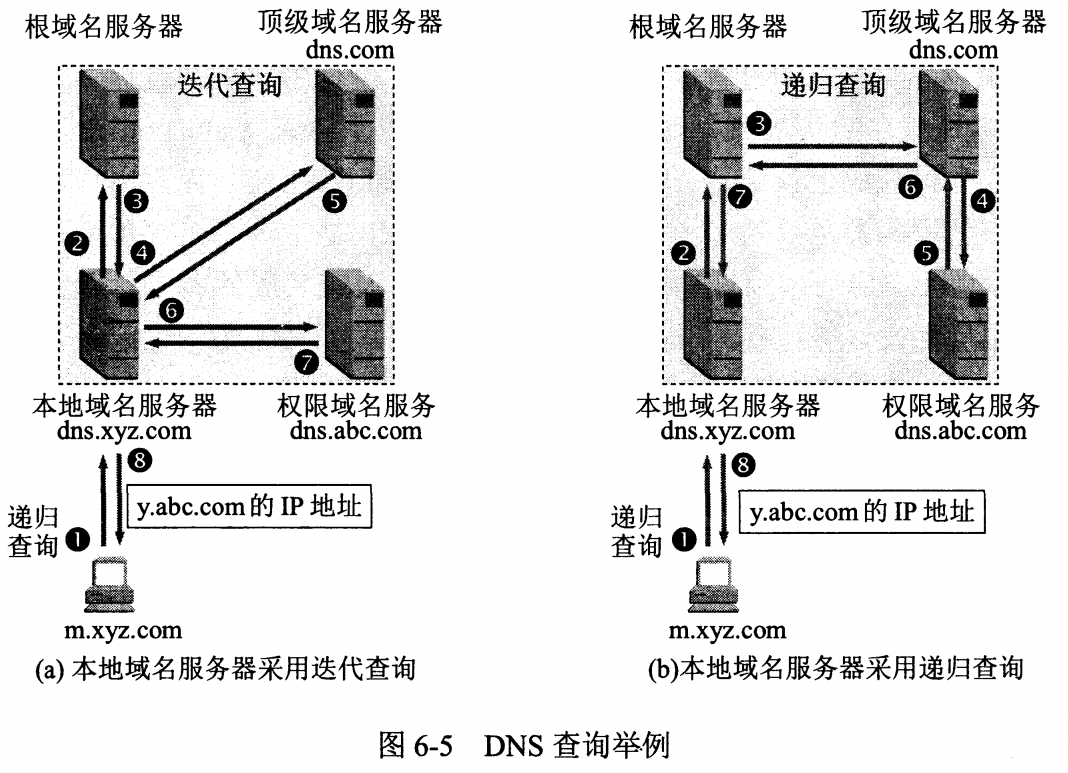 根域名服务器
顶级域名服务器
dns.com
迭代查询
❸
❺
❷
❹
❻
❼
本地域名服务器
dns.xyz.com
权限域名服务
dns.abc.com
❽
y.abc.com的 IP 地址
递归
查询
❶
m.xyz.com
(a) 本地域名服务器采用迭代查询
根域名服务器
顶级域名服务器
dns.com
递归查询
❸
❻
❼
❹
❷
❺
本地域名服务器
dns.xyz.com
权限域名服务
dns.abc.com
❽
y.abc.com的 IP 地址
递归
查询
❶
m.xyz.com
(b)本地域名服务器采用递归查询
图 6-5 DNS 查询举例